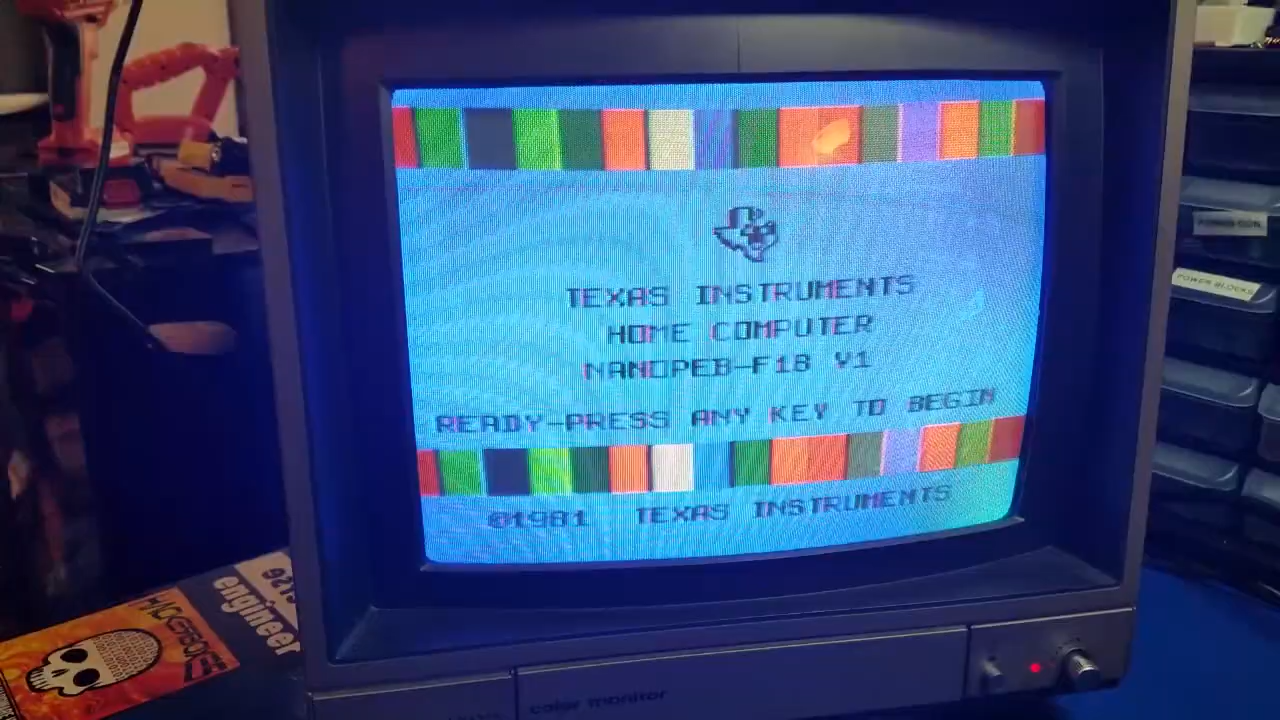 TEXAS INSTRUMENTS
HOME COMPUTER
NANOPEB-F18 V1
READY-PRESS ANY KEY TO BEGIN
©1981 TEXAS INSTRUMENTS
color monitor
POWER BLOCKS
engineer
HACKERBOXES